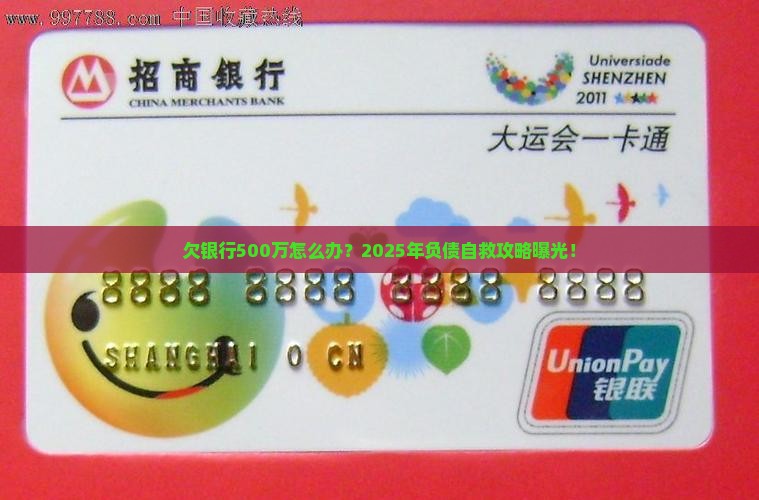 www.997788.com 中国收藏热线
招商银行
CHINA MERCHANTS BANK
Universiade
SHENZHEN
2011
大运会一卡通
欠银行500万怎么办？2025年负债自救攻略曝光！
8888 8888 8888 8888
SHANGHAI 0 CN
UnionPay
银联